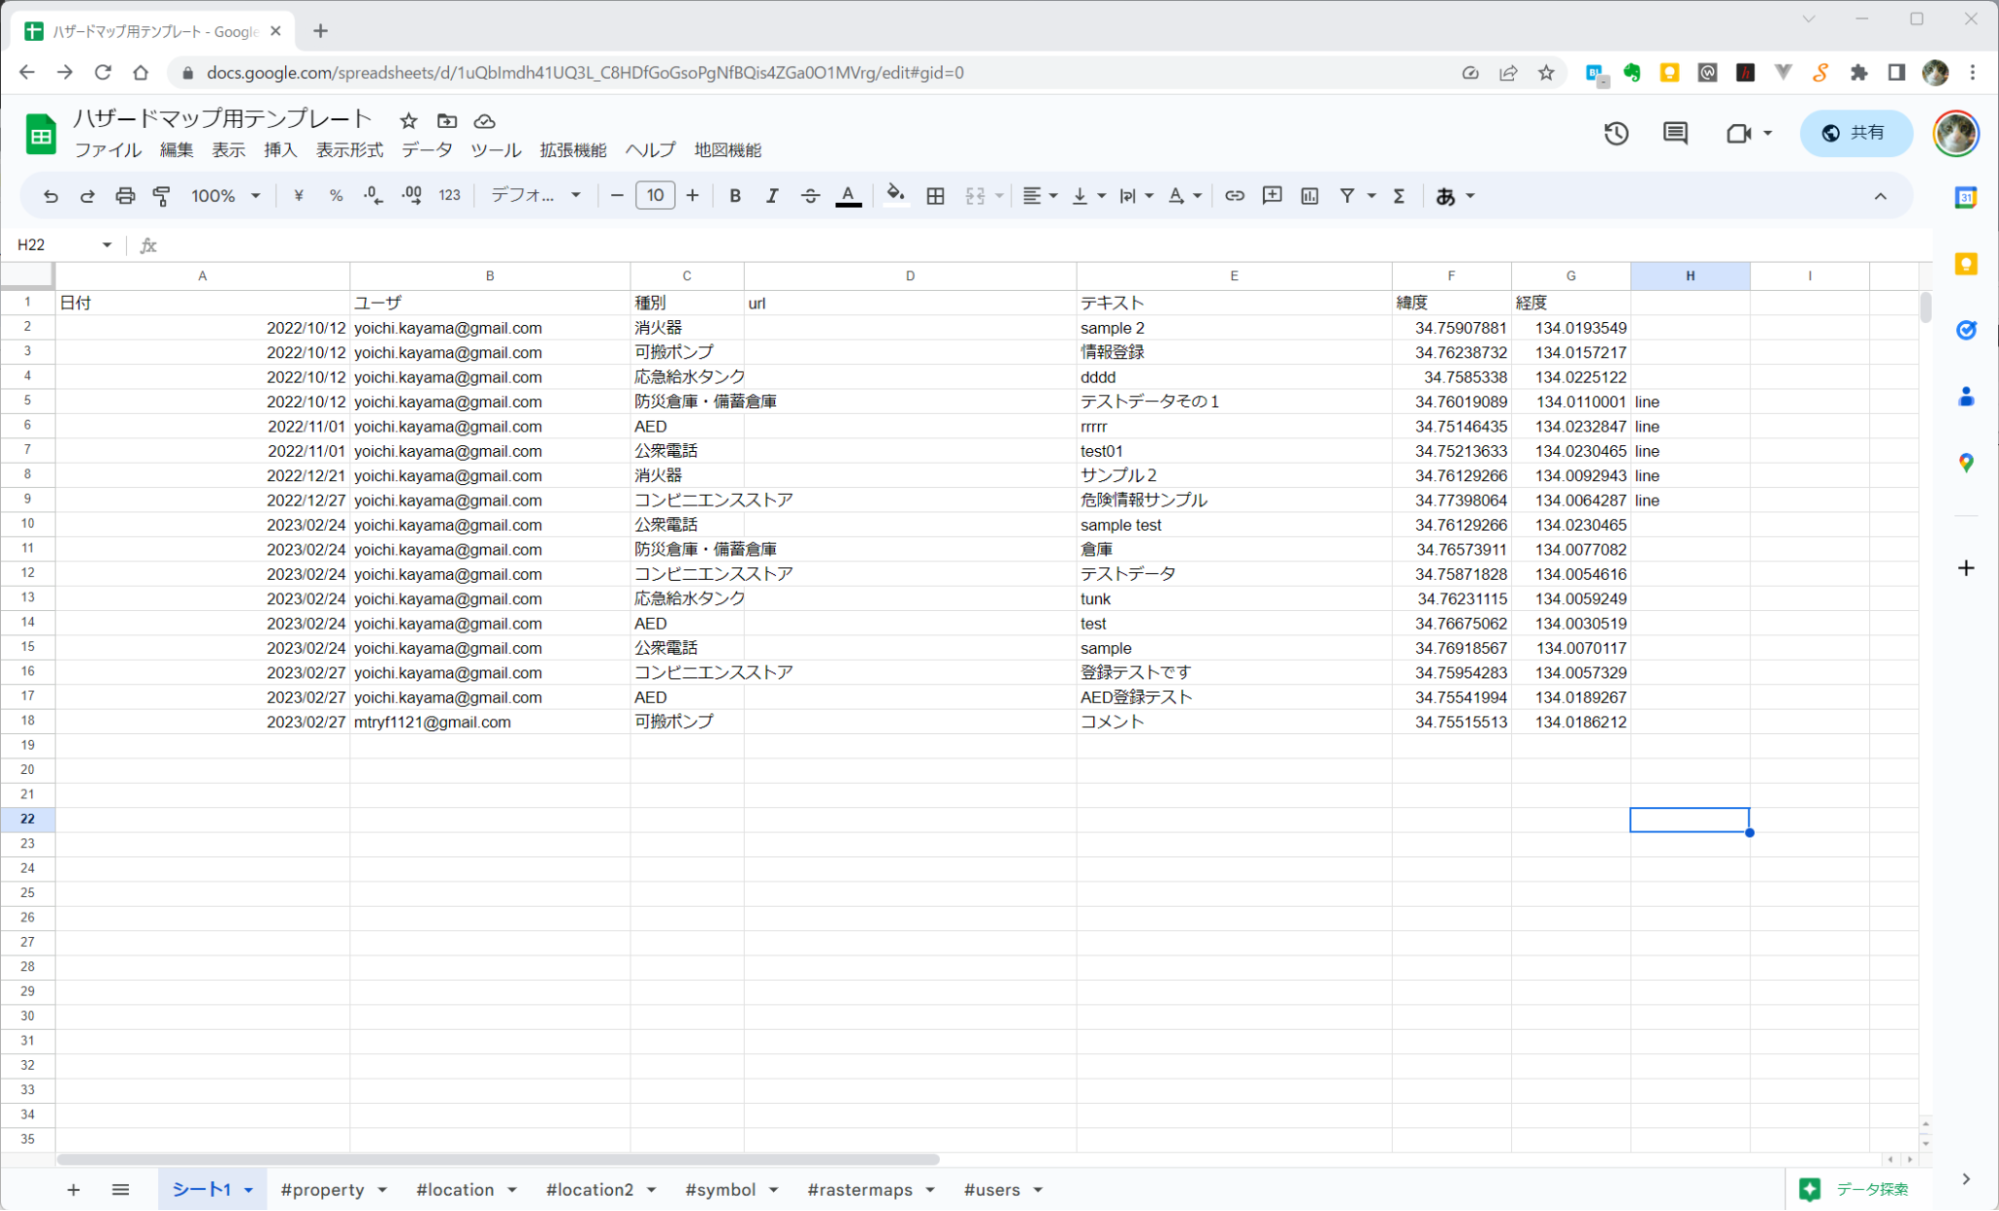 ハザードマップ用テンプレート - Google
docs.google.com/spreadsheets/d/1uQbImdh41UQ3L_C8HDfGoGsoPgNfBQis4ZGa0O1MVrg/edit#gid=0
ハザードマップ用テンプレート
共有
ファイル 編集 表示 挿入 表示形式 データ ツール 拡張機能 ヘルプ 地図機能
100% ¥ % .0 .00 123 デフォ... 10 B I A A あ
31
H22 fx
A B C D E F G H I
1 日付 ユーザ 種別 url テキスト 緯度 経度
2 2022/10/12 yoichi.kayama@gmail.com 消火器 sample 2 34.75907881 134.0193549
3 2022/10/12 yoichi.kayama@gmail.com 可搬ポンプ 情報登録 34.76238732 134.0157217
4 2022/10/12 yoichi.kayama@gmail.com 応急給水タンク dddd 34.7585338 134.0225122
5 2022/10/12 yoichi.kayama@gmail.com 防災倉庫・備蓄倉庫 テストデータその１ 34.76019089 134.0110001 line
6 2022/11/01 yoichi.kayama@gmail.com AED rrrrr 34.75146435 134.0232847 line
7 2022/11/01 yoichi.kayama@gmail.com 公衆電話 test01 34.75213633 134.0230465 line
8 2022/12/21 yoichi.kayama@gmail.com 消火器 サンプル２ 34.76129266 134.0092943 line
9 2022/12/27 yoichi.kayama@gmail.com コンビニエンスストア 危険情報サンプル 34.77398064 134.0064287 line
10 2023/02/24 yoichi.kayama@gmail.com 公衆電話 sample test 34.76129266 134.0230465
11 2023/02/24 yoichi.kayama@gmail.com 防災倉庫・備蓄倉庫 倉庫 34.76573911 134.0077082
12 2023/02/24 yoichi.kayama@gmail.com コンビニエンスストア テストデータ 34.75871828 134.0054616
13 2023/02/24 yoichi.kayama@gmail.com 応急給水タンク tunk 34.76231115 134.0059249
14 2023/02/24 yoichi.kayama@gmail.com AED test 34.76675062 134.0030519
15 2023/02/24 yoichi.kayama@gmail.com 公衆電話 sample 34.76918567 134.0070117
16 2023/02/27 yoichi.kayama@gmail.com コンビニエンスストア 登録テストです 34.75954283 134.0057329
17 2023/02/27 yoichi.kayama@gmail.com AED AED登録テスト 34.75541994 134.0189267
18 2023/02/27 mtryf1121@gmail.com 可搬ポンプ コメント 34.75515513 134.0186212
19
20
21
22
23
24
25
26
27
28
29
30
31
32
33
34
35
シート1 #property #location #location2 #symbol #rastermaps #users データ探索